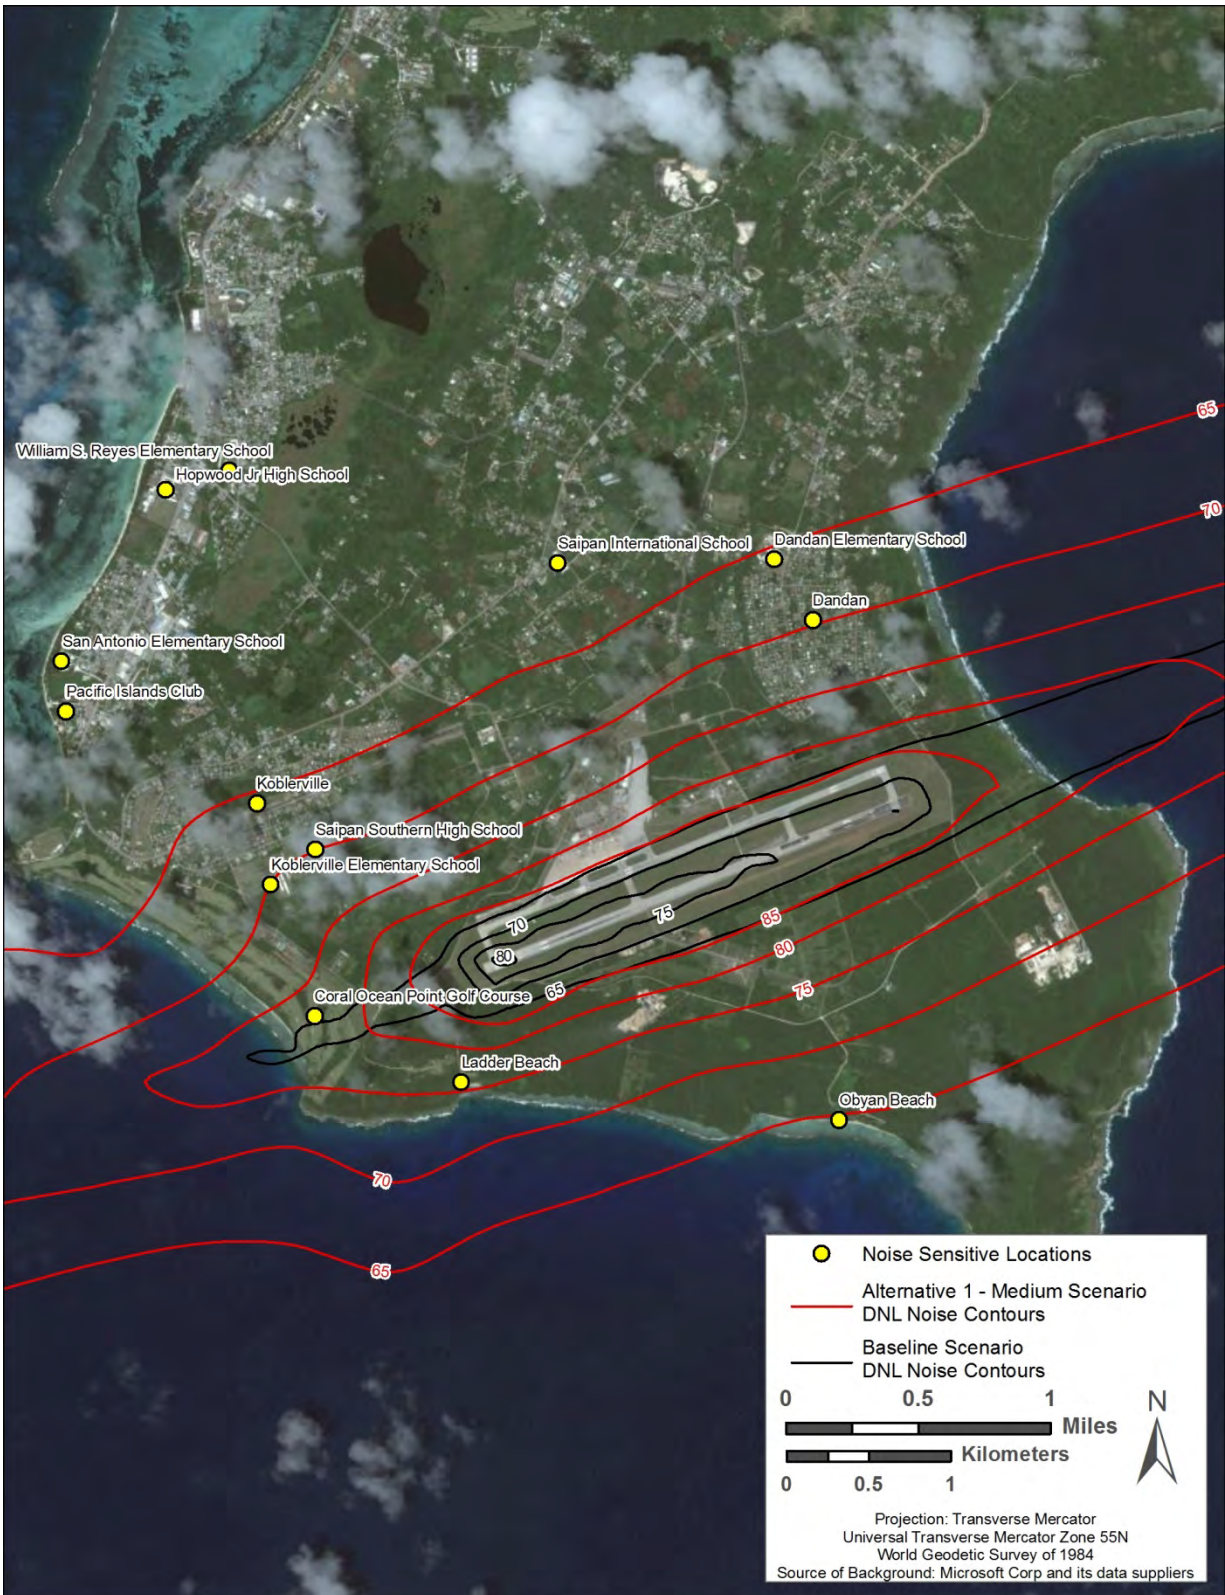 65
70
William S. Reyes Elementary School
Hopwood Jr High School
Saipan International School
Dandan Elementary School
Dandan
San Antonio Elementary School
Pacific Islands Club
Koblerville
Saipan Southern High School
Koblerville Elementary School
70
75
85
80
80
65
75
Coral Ocean Point Golf Course
Ladder Beach
Obyan Beach
70
65
Noise Sensitive Locations
Alternative 1 - Medium Scenario
DNL Noise Contours
Baseline Scenario
DNL Noise Contours
0 0.5 1
Miles
Kilometers
0 0.5 1
N
Projection: Transverse Mercator
Universal Transverse Mercator Zone 55N
World Geodetic Survey of 1984
Source of Background: Microsoft Corp and its data suppliers